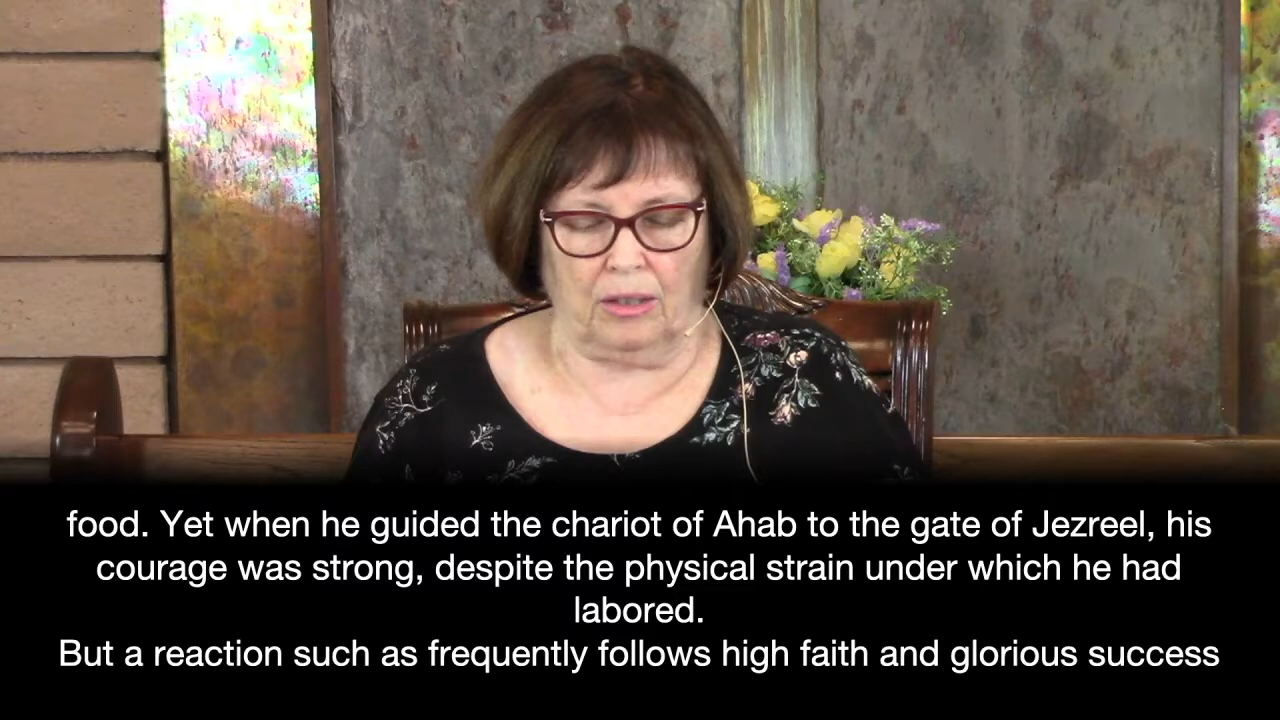 food. Yet when he guided the chariot of Ahab to the gate of Jezreel, his
courage was strong, despite the physical strain under which he had
labored.
But a reaction such as frequently follows high faith and glorious success